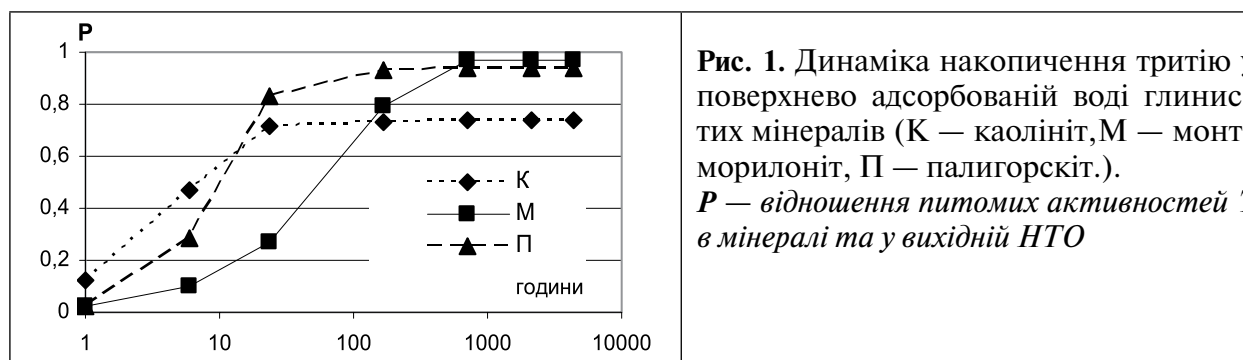 P
1
0,8
0,6
0,4
0,2
0
К
М
П
години
1 10 100 1000 10000
Рис. 1. Динаміка накопичення тритію у
поверхнево адсорбованій воді глинис-
тих мінералів (К — каолініт,М — монт-
морилоніт, П — палигорскіт.).
P — відношення питомих активностей
в мінералі та у вихідній НТО